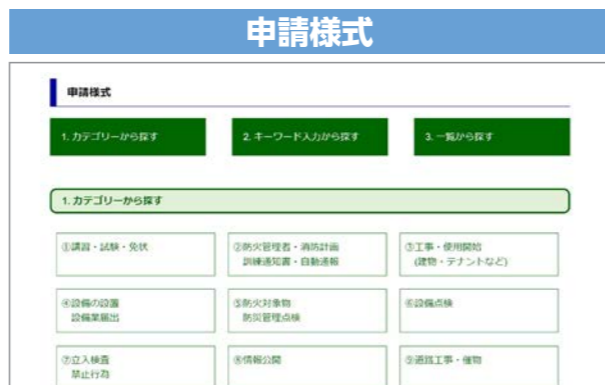 申請様式
申請様式
1. カテゴリーから探す
2. キーワード入力から探す
3. 一覧から探す
1. カテゴリーから探す
①講習・試験・免状
②防火管理者・消防計画
訓練通知書・自動通報
③工事・使用開始
(建物・テナントなど)
④設備の設置
設備業届出
⑤防火対象物
防災管理点検
⑥設備点検
⑦立入検査
禁止行為
⑧情報公開
⑨道路工事・催物